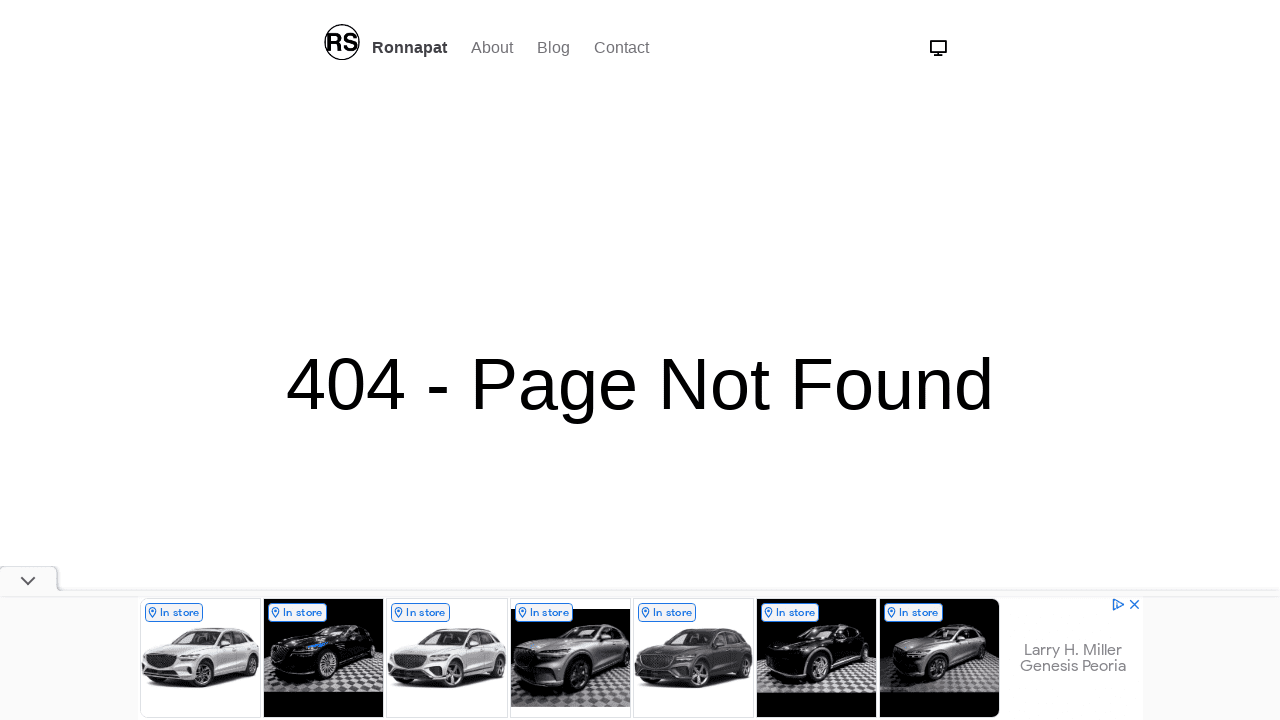 RS
Ronnapat About Blog Contact
404 - Page Not Found
In store In store In store In store In store In store In store
Larry H. Miller
Genesis Peoria